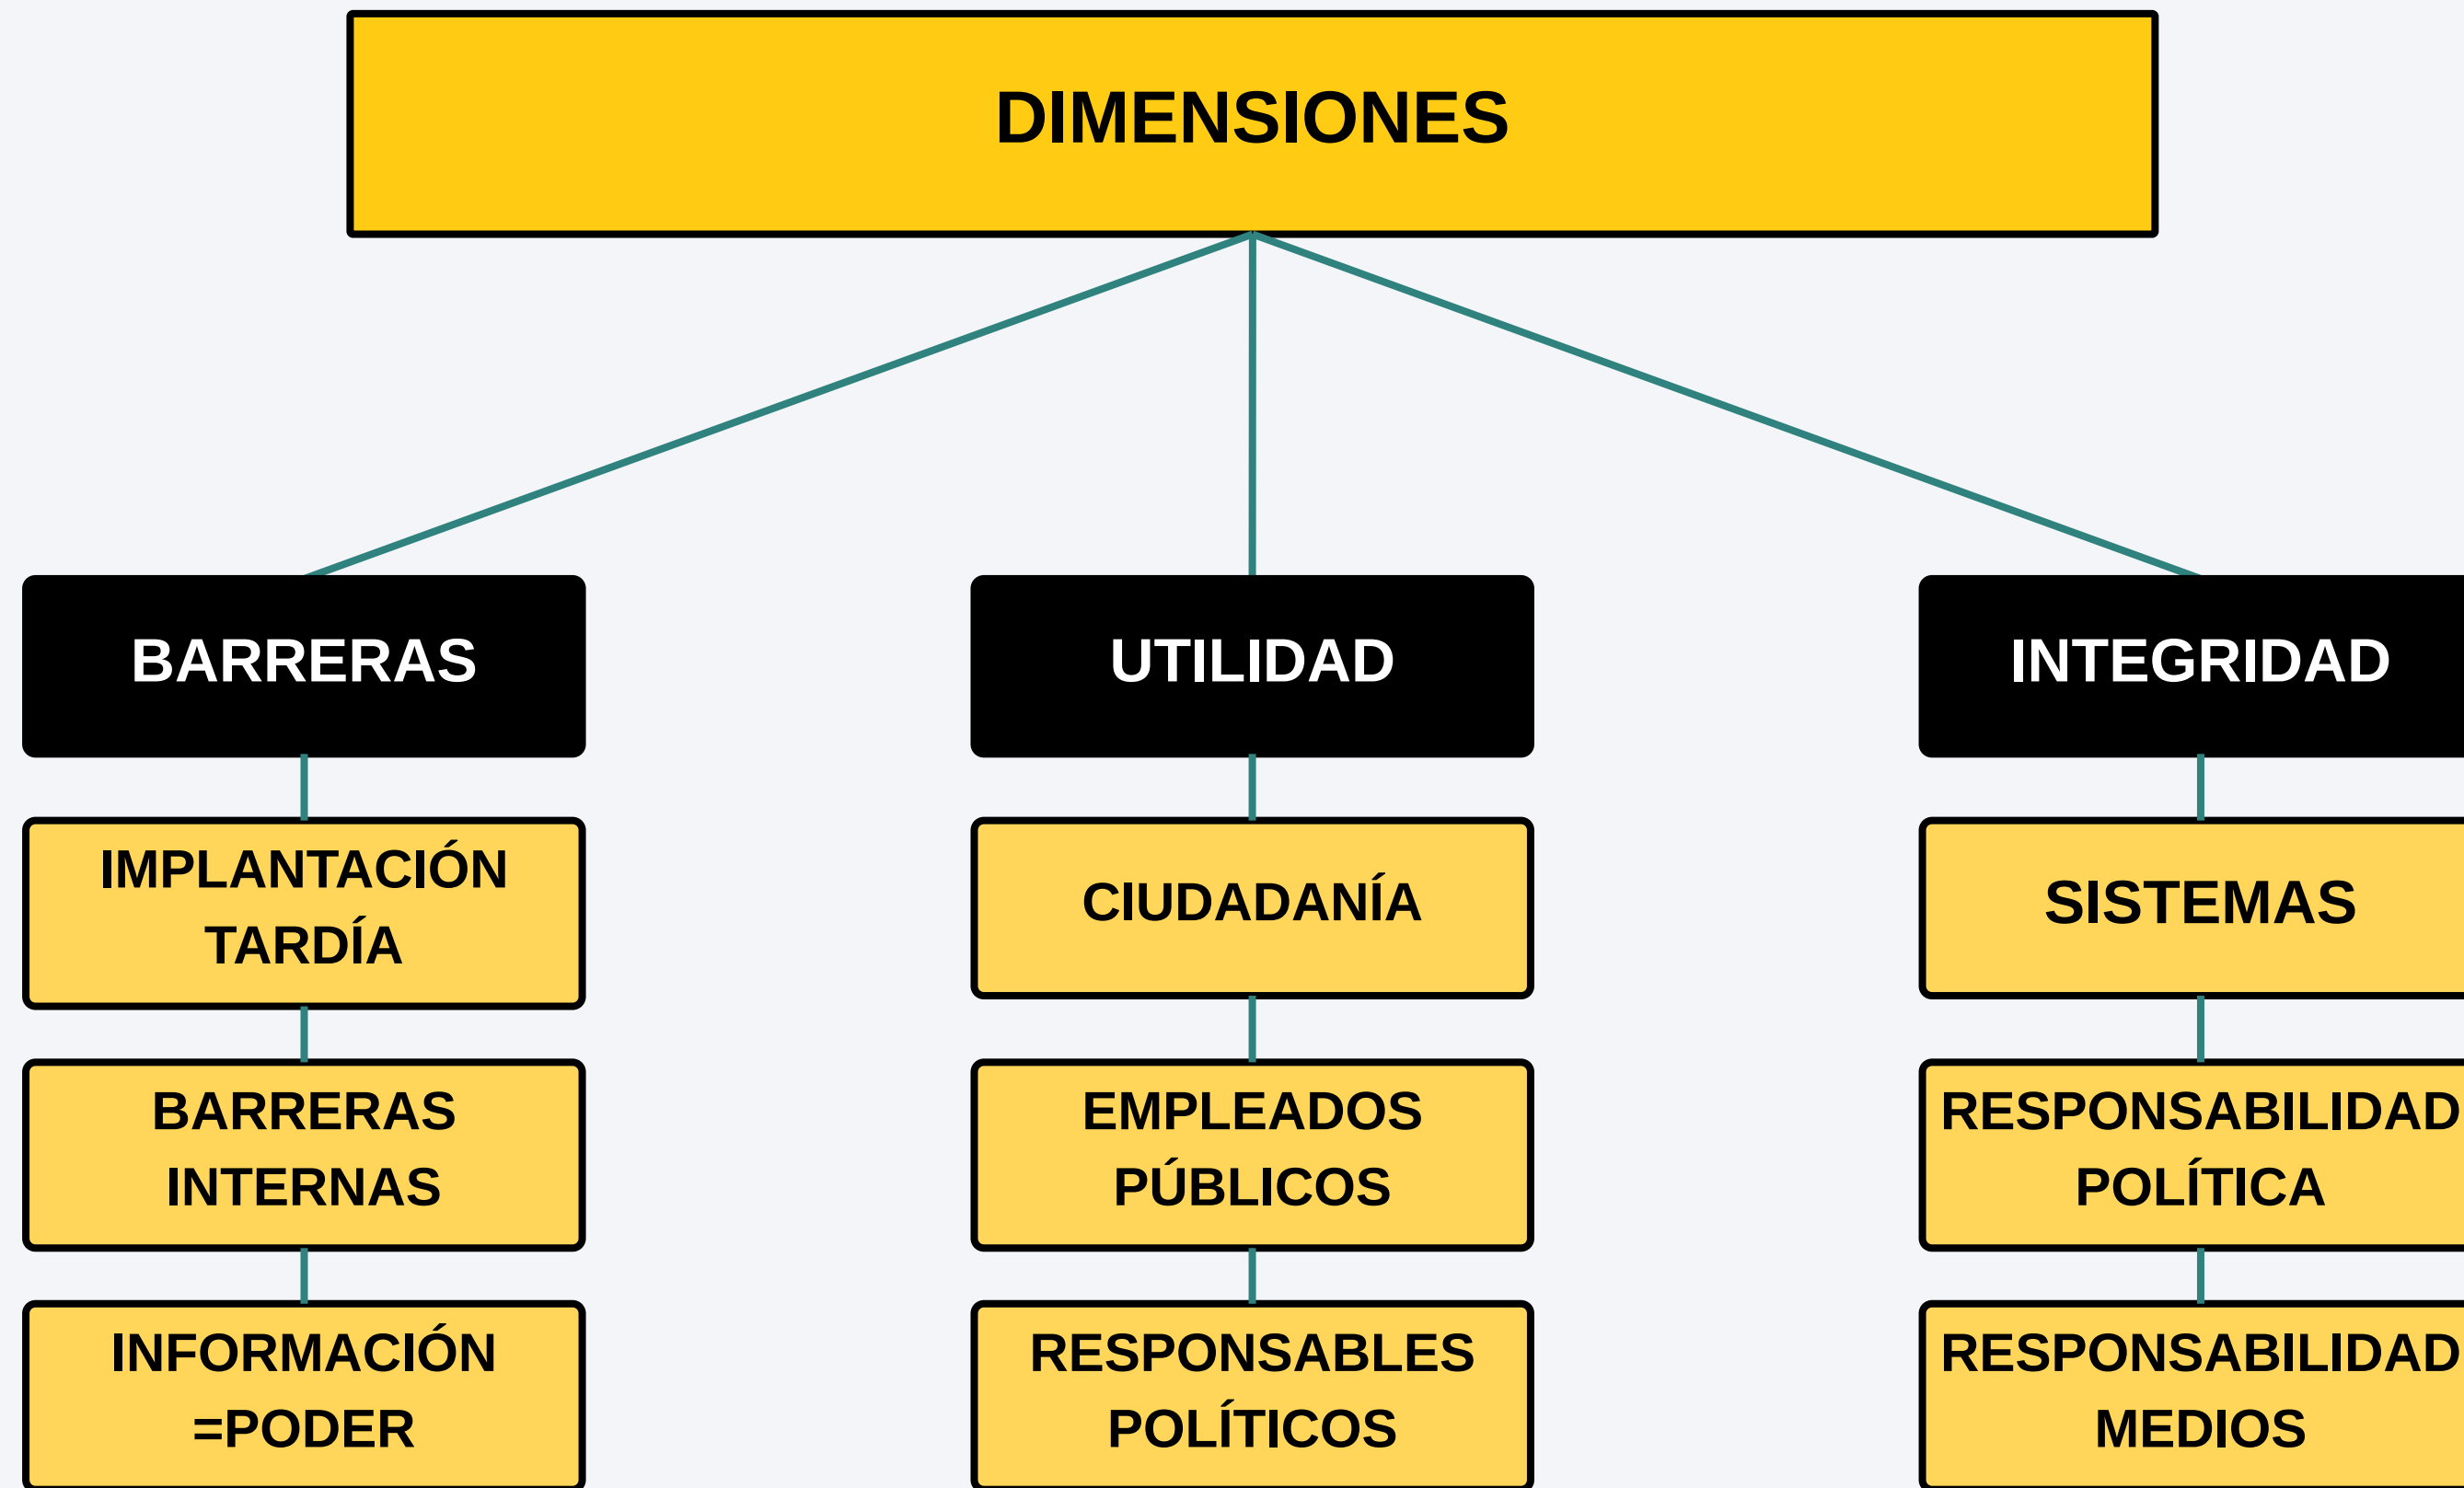 DIMENSIONES
BARRERAS
IMPLANTACIÓN
TARDÍA
BARRERAS
INTERNAS
INFORMACIÓN
=PODER
UTILIDAD
CIUDADANÍA
EMPLEADOS
PÚBLICOS
RESPONSABLES
POLÍTICOS
INTEGRIDAD
SISTEMAS
RESPONSABILIDAD
POLÍTICA
RESPONSABILIDAD
MEDIOS